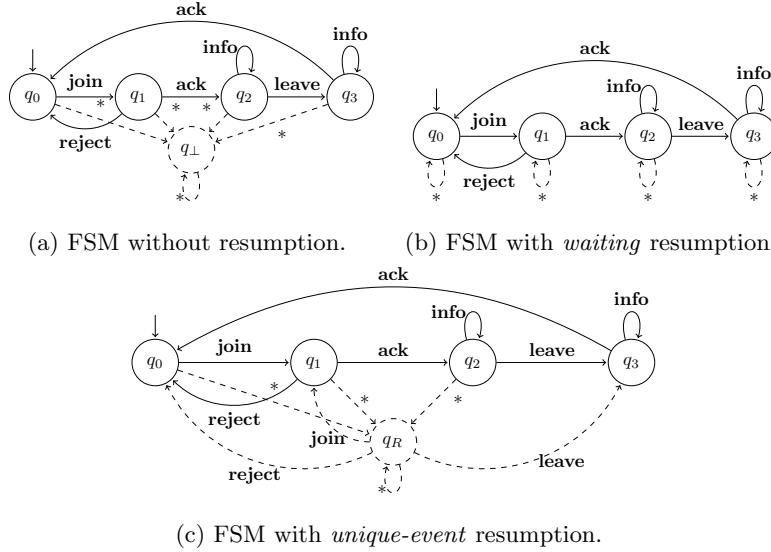 ack
info
info
join
ack
leave
q0 q1 q2 q3
* * * *
reject
q⊥
*
(a) FSM without resumption.
ack
info
info
join
ack
leave
q0 q1 q2 q3
reject
* * * *
(b) FSM with waiting resumption
ack
info
info
join
ack
leave
q0 q1 q2 q3
* * *
reject
join
qR
reject
leave
*
(c) FSM with unique-event resumption.